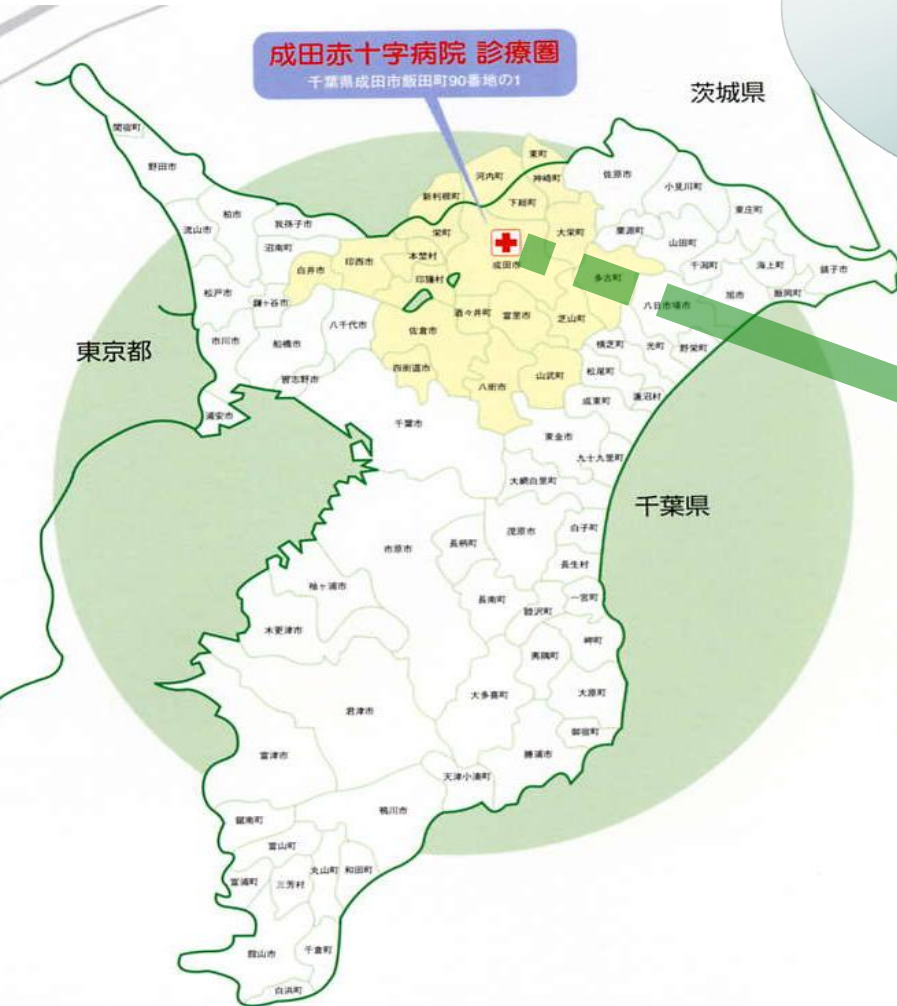 成田赤十字病院 診療圏
千葉県成田市飯田町90番地の1
茨城県
関宿町
野田市
東町
河内町
神崎町
佐原市
小見川町
新利根町
下総町
東庄町
柏市
我孫子市
流山市
沼南町
栄町
大栄町
栗源町
山田町
白井市
印西市
本埜村
成田市
干潟町
海上町
銚子市
印旛村
多古町
松戸市
鎌ヶ谷市
八日市場市
旭市
飯岡町
八千代市
酒々井町
富里市
芝山町
佐倉市
市川市
船橋市
横芝町
光町
野栄町
東京都
四街道市
山武町
松尾町
習志野市
八街市
蓮沼村
成東町
浦安市
千葉市
東金市
九十九里町
大網白里町
千葉県
市原市
長柄町
茂原市
白子町
長生村
袖ヶ浦市
長南町
一宮町
睦沢町
木更津市
岬町
夷隅町
大多喜町
大原町
君津市
御宿町
富津市
勝浦市
天津小湊町
鴨川市
鋸南町
富山町
丸山町
和田町
富浦町
三芳村
館山市
千倉町
白浜町